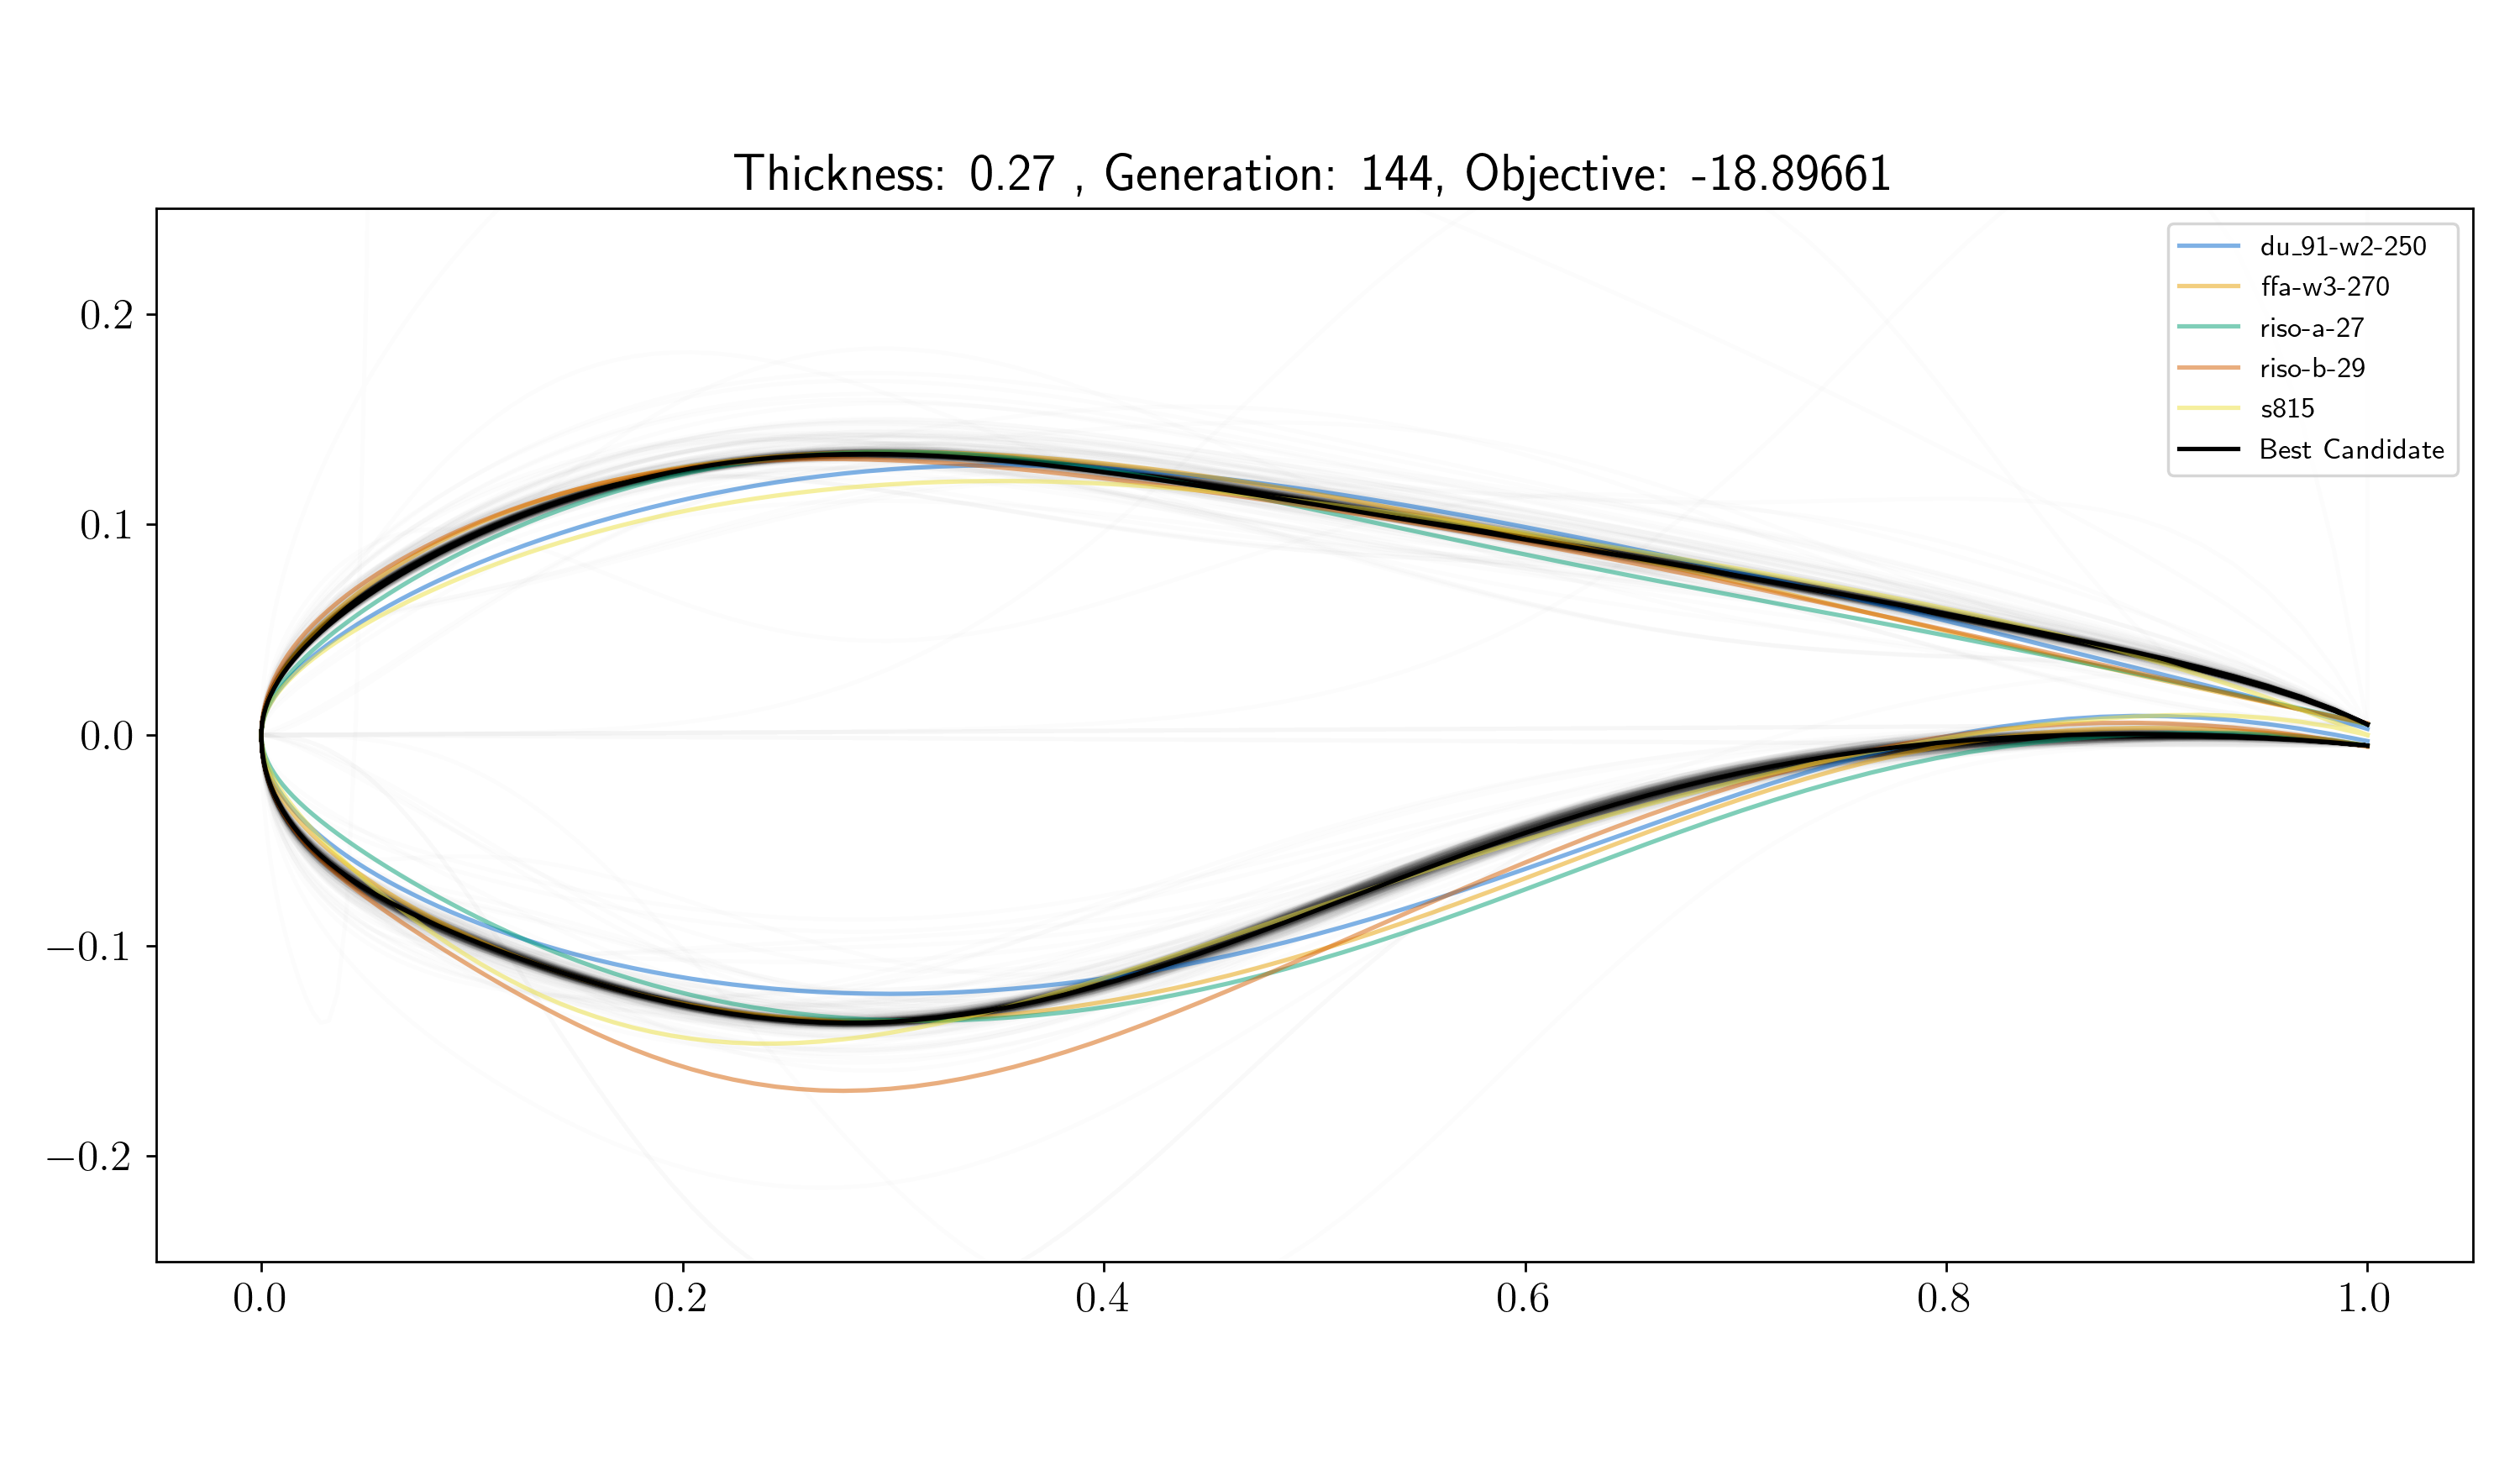 Thickness: 0.27 , Generation: 144, Objective: -18.89661
du_91-w2-250
ffa-w3-270
riso-a-27
riso-b-29
s815
Best Candidate
0.2
0.1
0.0
−0.1
−0.2
0.0 0.2 0.4 0.6 0.8 1.0